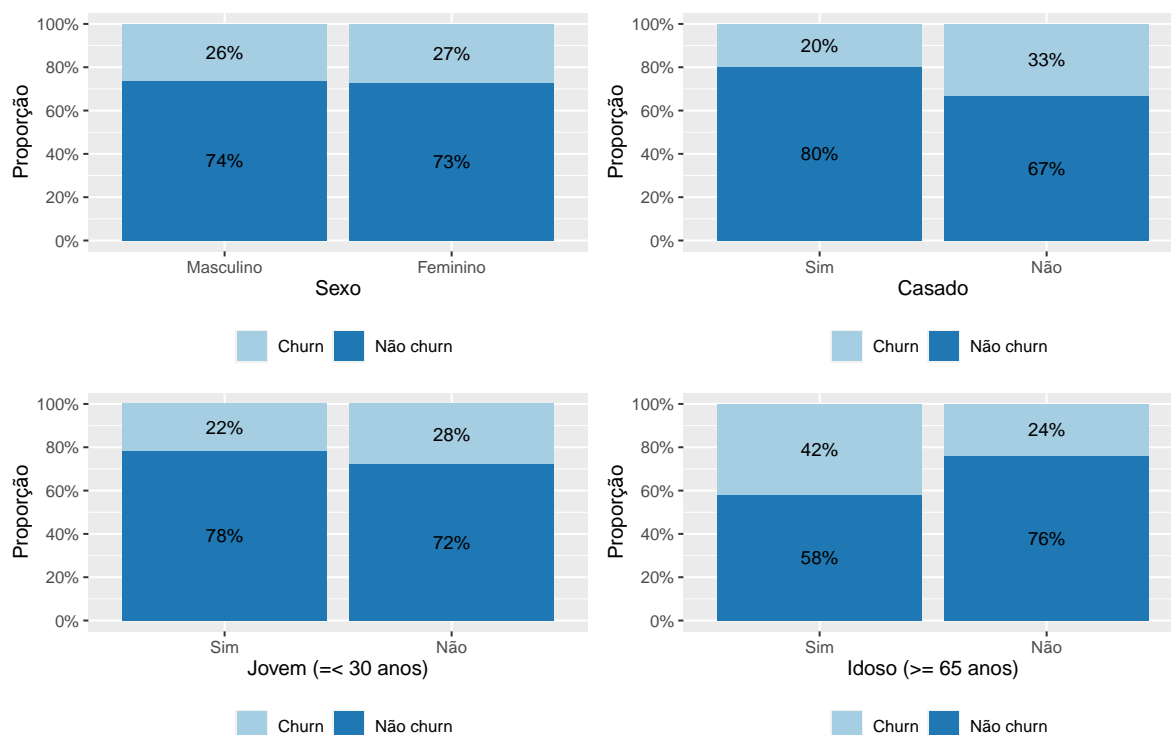 100%
80%
60%
40%
20%
0%
Proporção
26%
27%
74%
73%
Masculino
Feminino
Sexo
Churn
Não churn
100%
80%
60%
40%
20%
0%
Proporção
20%
33%
80%
67%
Sim
Não
Casado
Churn
Não churn
100%
80%
60%
40%
20%
0%
Proporção
22%
28%
78%
72%
Sim
Não
Jovem (=< 30 anos)
Churn
Não churn
100%
80%
60%
40%
20%
0%
Proporção
42%
24%
58%
76%
Sim
Não
Idoso (>= 65 anos)
Churn
Não churn